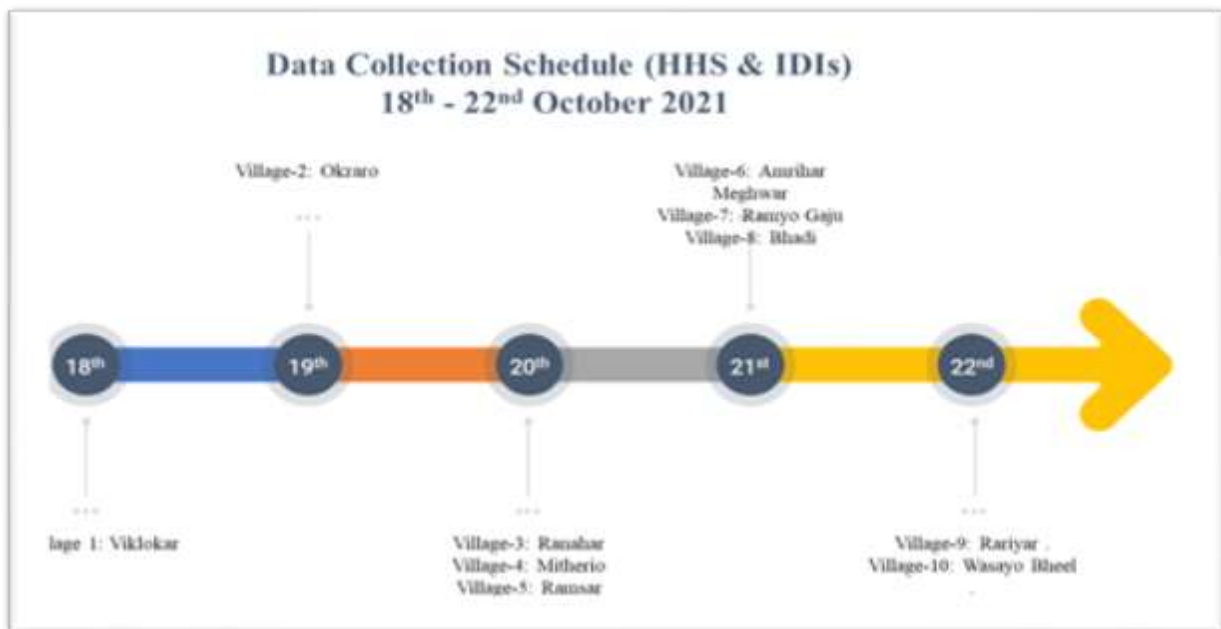 Data Collection Schedule (HHS & IDIs)
18th - 22nd October 2021
Village-2: Okraro
...
Village-6: Amrihar
Meghwar
Village-7: Ramyo Gaju
Village-8: Bhadi
18th
19th
20th
21st
22nd
...
lage 1: Viklokar
...
Village-3: Ranahar
Village-4: Mitherio
Village-5: Ramsar
...
Village-9: Rariyar .
Village-10: Wasayo Bheel
.